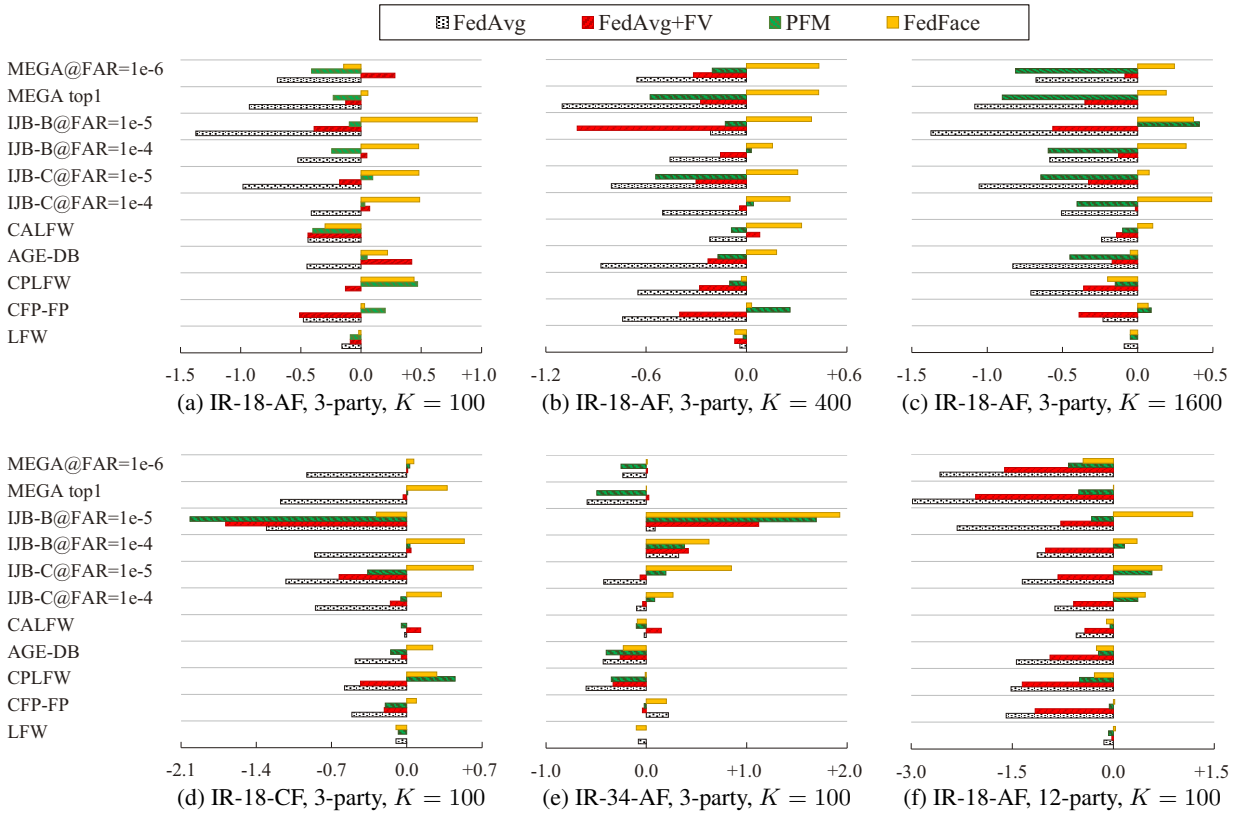 FedAvg FedAvg+FV PFM FedFace
MEGA@FAR=1e-6
MEGA top1
IJB-B@FAR=1e-5
IJB-B@FAR=1e-4
IJB-C@FAR=1e-5
IJB-C@FAR=1e-4
CALFW
AGE-DB
CPLFW
CFP-FP
LFW
-1.5 -1.0 -0.5 0.0 +0.5 +1.0
(a) IR-18-AF, 3-party, K = 100
-1.2 -0.6 0.0 +0.6
(b) IR-18-AF, 3-party, K = 400
-1.5 -1.0 -0.5 0.0 +0.5
(c) IR-18-AF, 3-party, K = 1600
MEGA@FAR=1e-6
MEGA top1
IJB-B@FAR=1e-5
IJB-B@FAR=1e-4
IJB-C@FAR=1e-5
IJB-C@FAR=1e-4
CALFW
AGE-DB
CPLFW
CFP-FP
LFW
-2.1 -1.4 -0.7 0.0 +0.7
(d) IR-18-CF, 3-party, K = 100
-1.0 0.0 +1.0 +2.0
(e) IR-34-AF, 3-party, K = 100
-3.0 -1.5 0.0 +1.5
(f) IR-18-AF, 12-party, K = 100